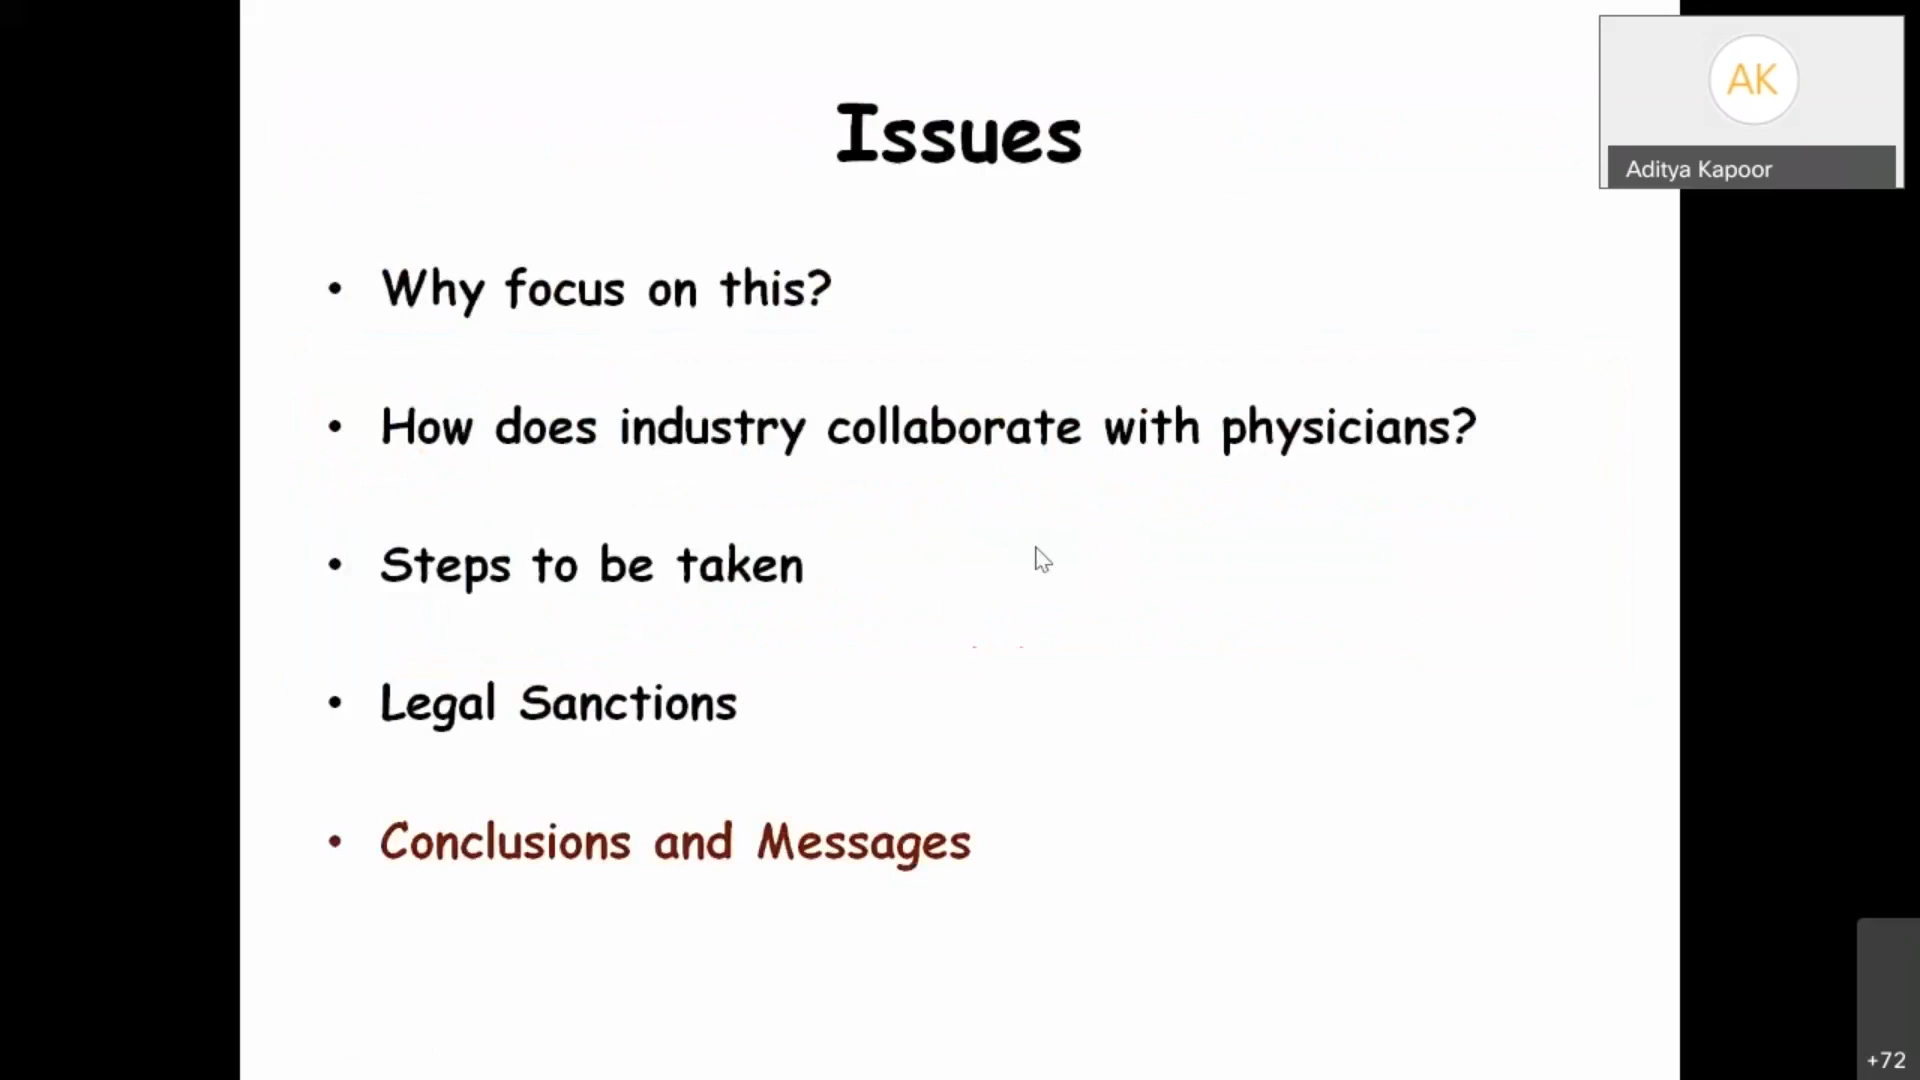 Issues
• Why focus on this?
• How does industry collaborate with physicians?
• Steps to be taken
• Legal Sanctions
• Conclusions and Messages
AK
Aditya Kapoor
+72